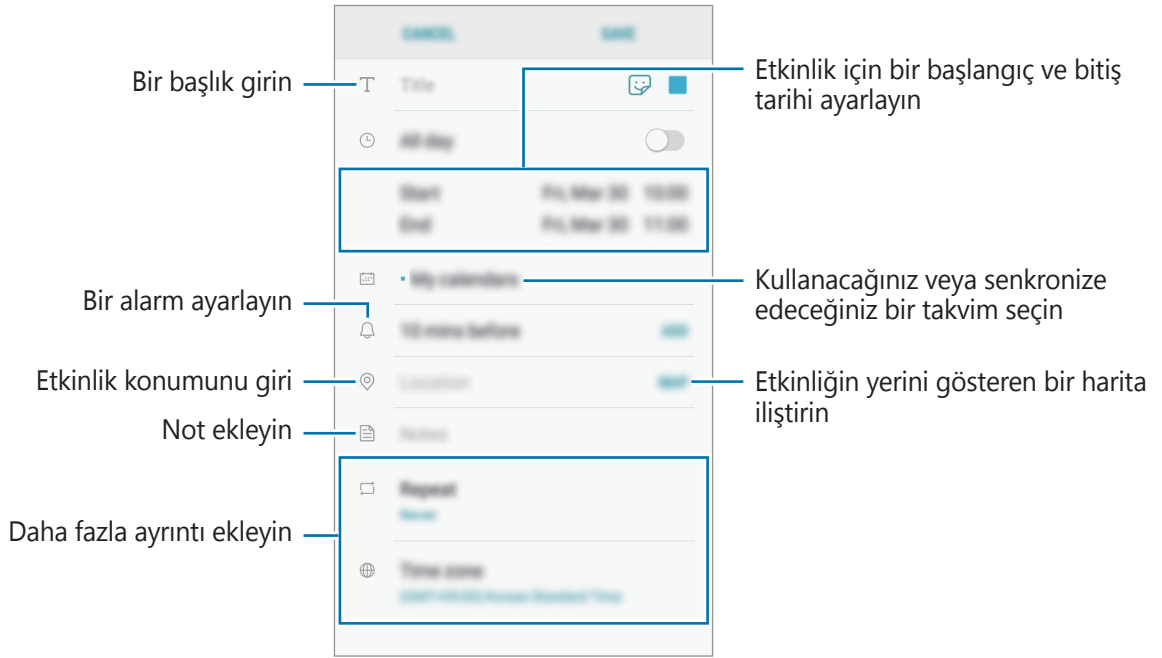 CANCEL SAVE
Bir başlık girin
Title
Etkinlik için bir başlangıç ve bitiş
tarihi ayarlayın
All day
Start Fri, Mar 30 10:00
End Fri, Mar 30 11:00
My calendars
Kullanacağınız veya senkronize
edeceğiniz bir takvim seçin
Bir alarm ayarlayın
10 mins before ADD
Etkinlik konumunu giri
Location MAP
Etkinliğin yerini gösteren bir harita
iliştirin
Not ekleyin
Notes
Repeat
Never
Daha fazla ayrıntı ekleyin
Time zone
(GMT+09:00) Korean Standard Time